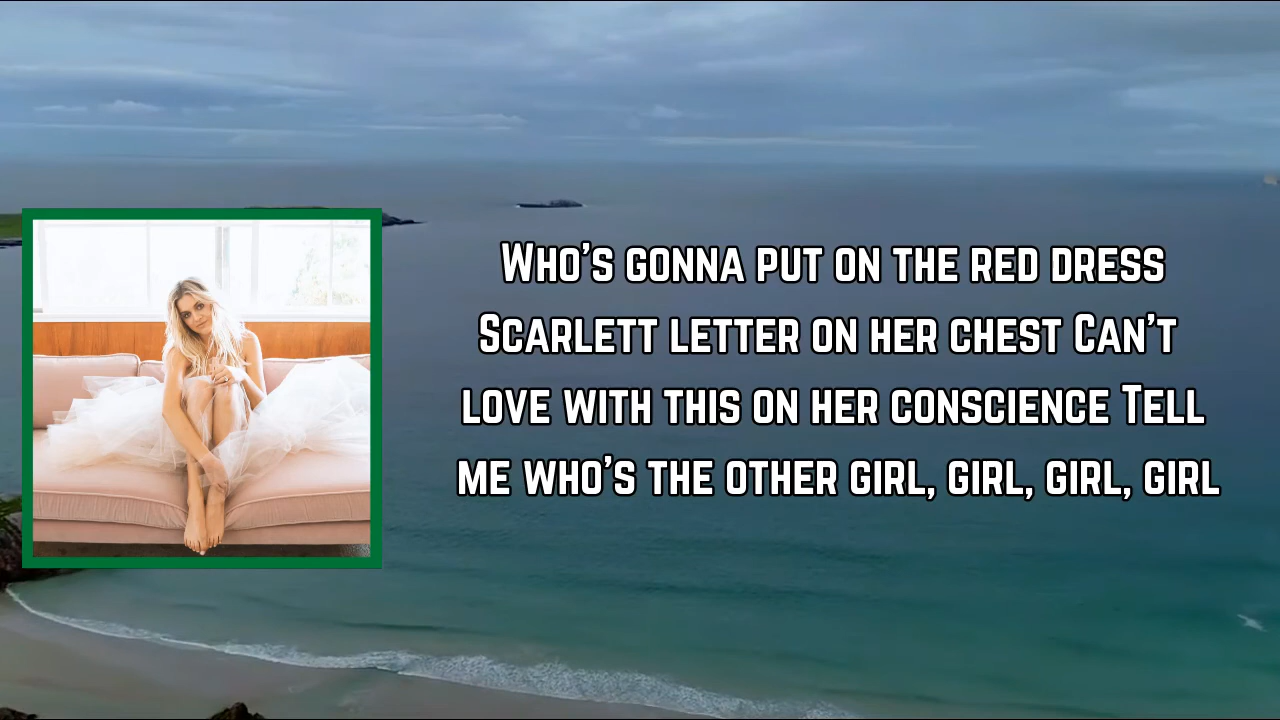 Who's gonna put on the red dress
Scarlett letter on her chest Can't
love with this on her conscience Tell
me who's the other girl, girl, girl, girl